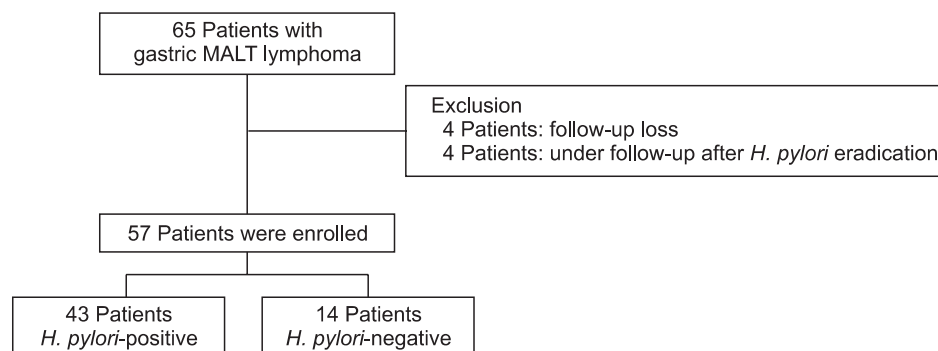 65 Patients with
gastric MALT lymphoma
Exclusion
4 Patients: follow-up loss
4 Patients: under follow-up after H. pylori eradication
57 Patients were enrolled
43 Patients
H. pylori-positive
14 Patients
H. pylori-negative